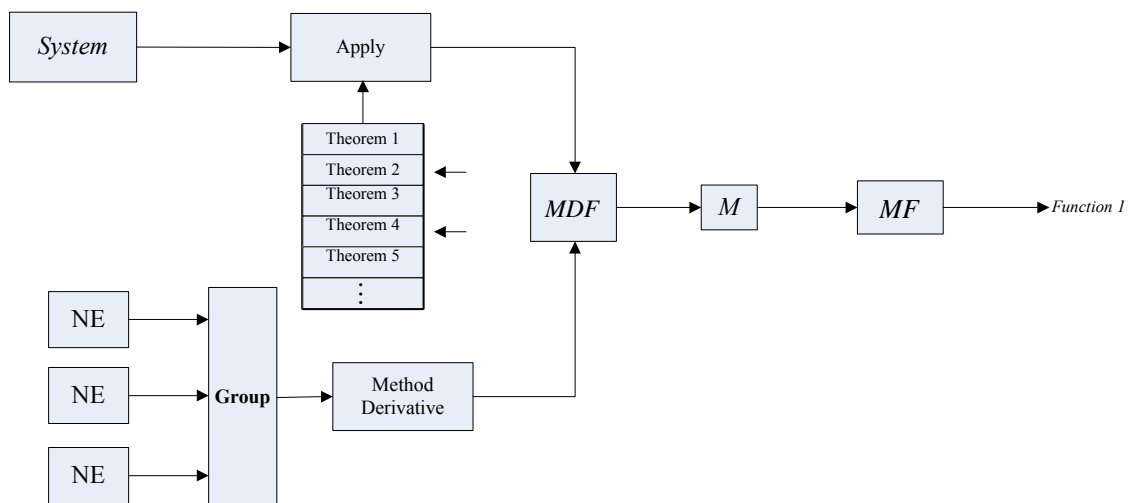 System
Apply
Theorem 1
Theorem 2
Theorem 3
Theorem 4
Theorem 5
⋮
MDF
M
MF
Function 1
NE
NE
NE
Group
Method
Derivative